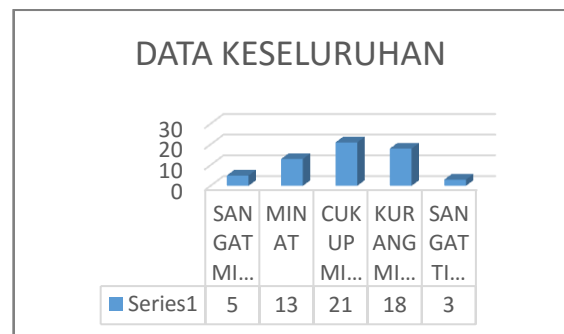 DATA KESELURUHAN
30
20
10
0
SAN MIN CUK KUR SAN
GAT AT UP ANG GAT
MI... MI... MI... TI...
Series1 5 13 21 18 3